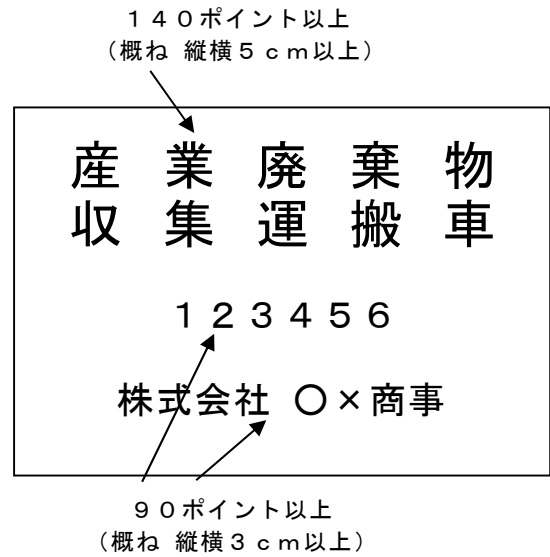 １４０ポイント以上
（概ね 縦横５ｃｍ以上）
産 業 廃 棄 物
収 集 運 搬 車
１２３４５６
株式会社 〇×商事
９０ポイント以上
（概ね 縦横３ｃｍ以上）